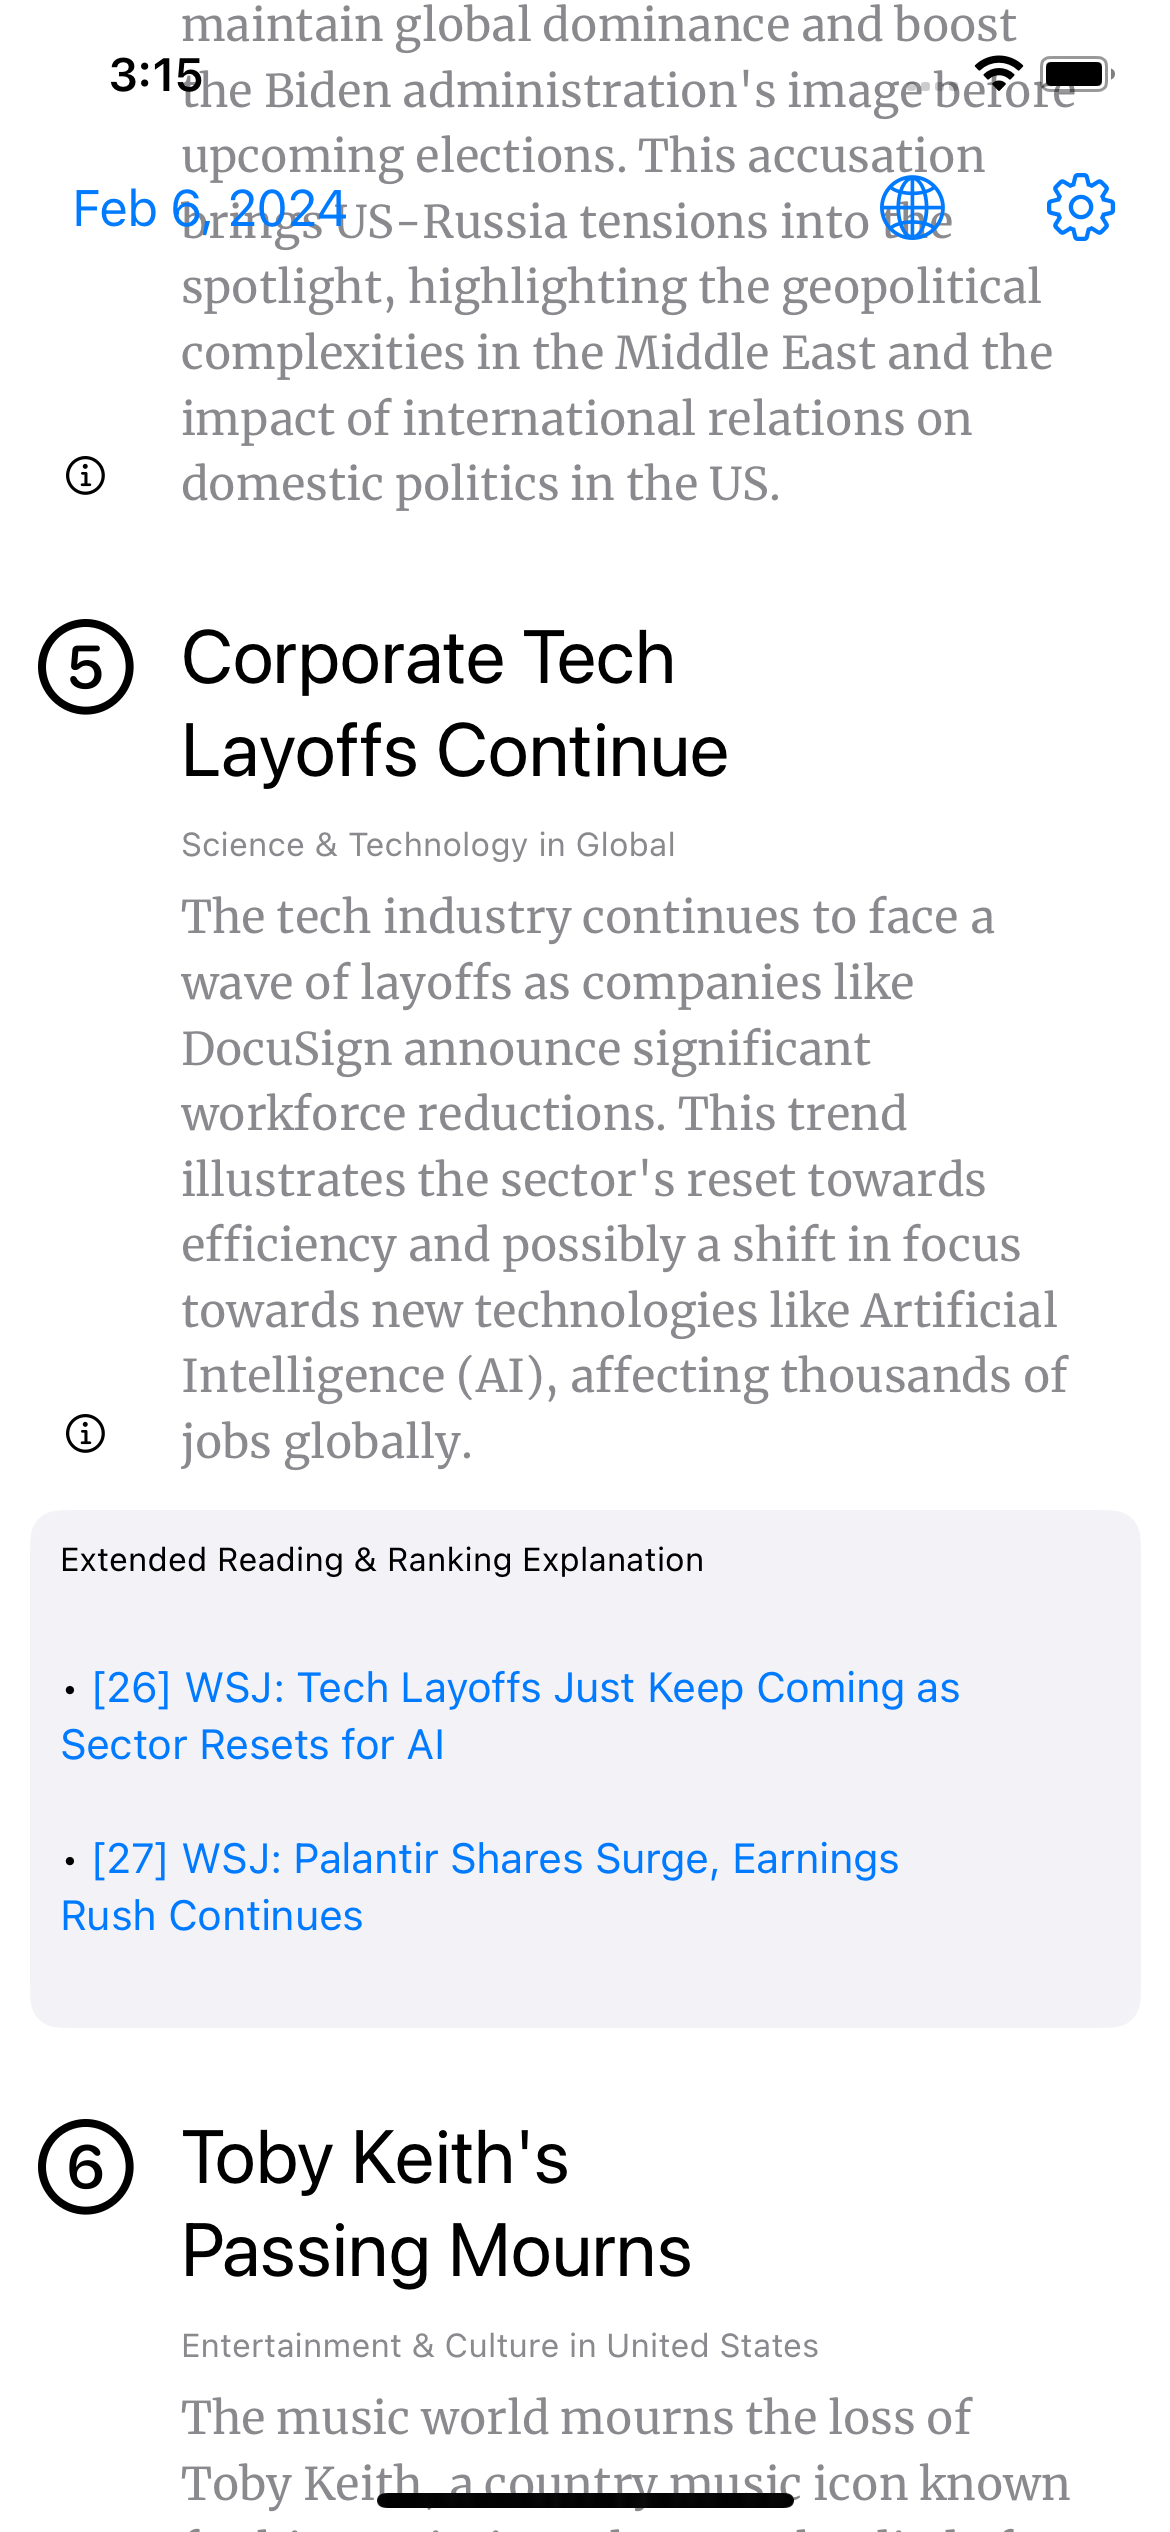 maintain global dominance and boost
3:15
the Biden administration's image before
upcoming elections. This accusation
Feb 6, 2024
brings US-Russia tensions into the
spotlight, highlighting the geopolitical
complexities in the Middle East and the
impact of international relations on
domestic politics in the US.
5
Corporate Tech
Layoffs Continue
Science & Technology in Global
The tech industry continues to face a
wave of layoffs as companies like
DocuSign announce significant
workforce reductions. This trend
illustrates the sector's reset towards
efficiency and possibly a shift in focus
towards new technologies like Artificial
Intelligence (AI), affecting thousands of
jobs globally.
Extended Reading & Ranking Explanation
• [26] WSJ: Tech Layoffs Just Keep Coming as
Sector Resets for AI
• [27] WSJ: Palantir Shares Surge, Earnings
Rush Continues
6
Toby Keith's
Passing Mourns
Entertainment & Culture in United States
The music world mourns the loss of
Toby Keith, a country music icon known